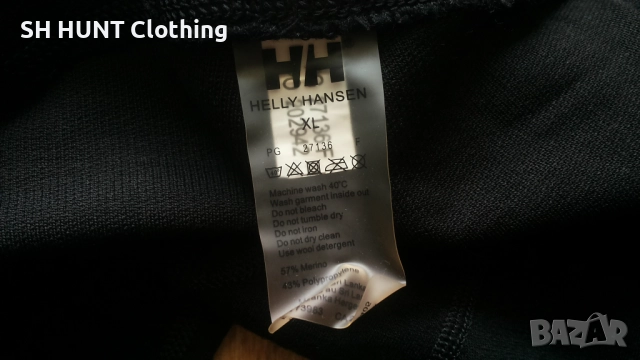 SH HUNT Clothing
HH
HELLY HANSEN
XL
PG 27136 F
Machine wash 40°C
Wash garment inside out
Do not bleach
Do not tumble dry
Do not iron
Do not dry clean
Use wool detergent
57% Merino
43% Polypropylene
BAZAR